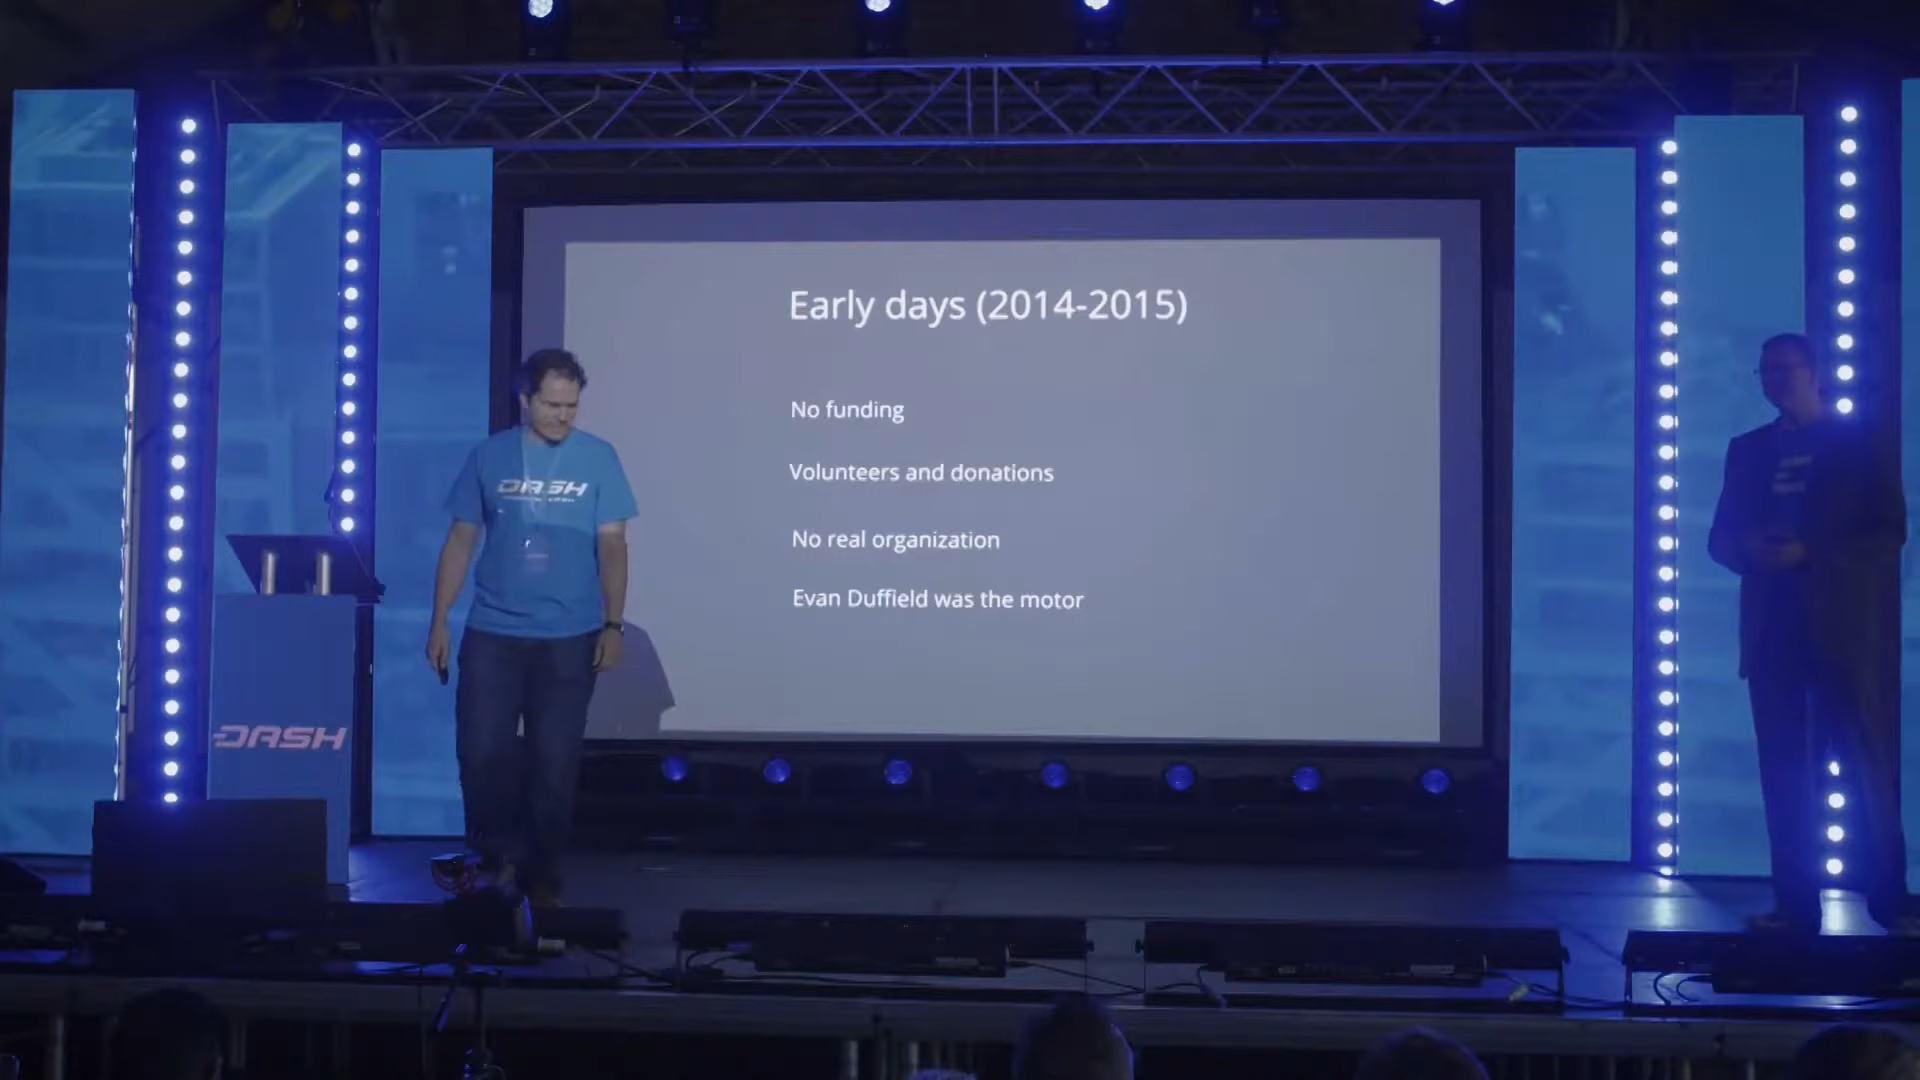 Early days (2014-2015)
No funding
Volunteers and donations
No real organization
Evan Duffield was the motor
DASH
DASH